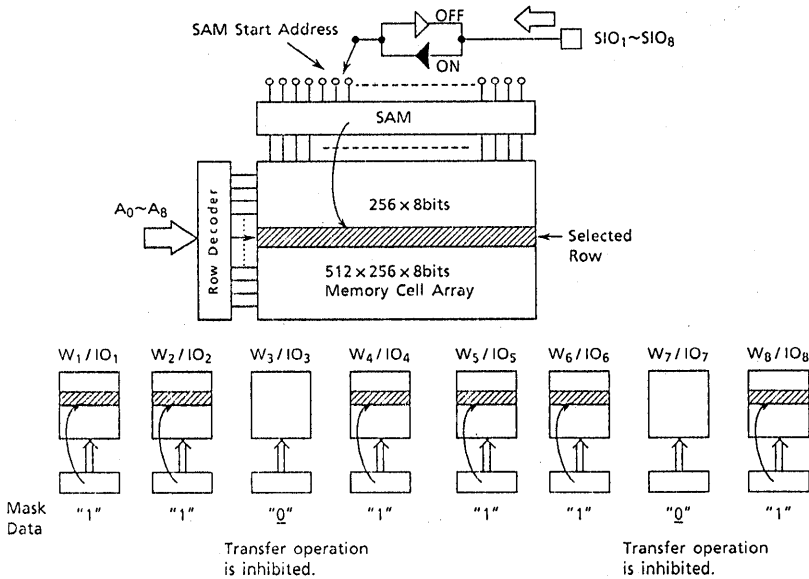 OFF
SAM Start Address
SIO₁~SIO₈
ON
SAM
Row Decoder
256 x 8bits
A₀~A₈
Selected
Row
512 x 256 x 8bits
Memory Cell Array
W₁/IO₁ W₂/IO₂ W₃/IO₃ W₄/IO₄ W₅/IO₅ W₆/IO₆ W₇/IO₇ W₈/IO₈
Mask
Data
"1" "1" "0" "1" "1" "1" "0" "1"
Transfer operation
is inhibited.
Transfer operation
is inhibited.